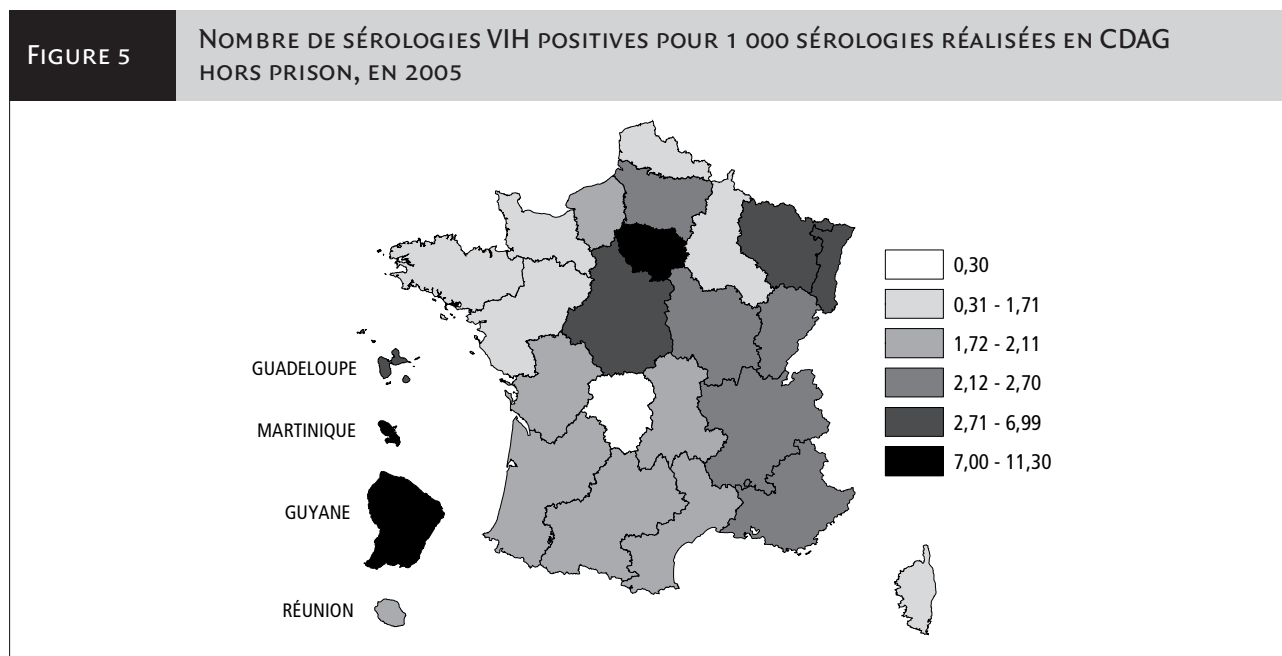 FIGURE 5
NOMBRE DE SÉROLOGIES VIH POSITIVES POUR 1 000 SÉROLOGIES RÉALISÉES EN CDAG
HORS PRISON, EN 2005
0,30
0,31 - 1,71
1,72 - 2,11
2,12 - 2,70
2,71 - 6,99
7,00 - 11,30
GUADELOUPE
MARTINIQUE
GUYANE
RÉUNION